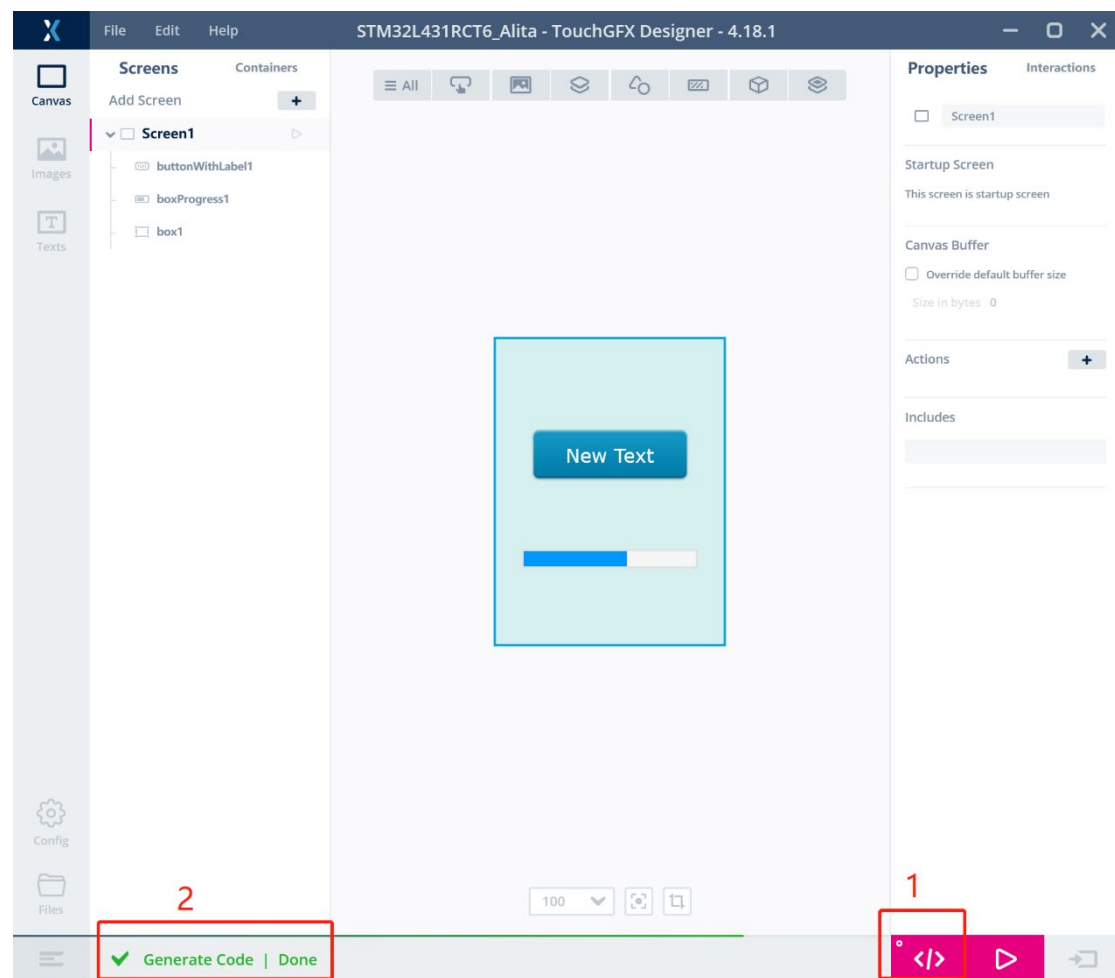 File Edit Help STM32L431RCT6_Alita - TouchGFX Designer - 4.18.1
Canvas
Images
Texts
Config
Files
Screens Containers
Add Screen
Screen1
buttonWithLabel1
boxProgress1
box1
All
New Text
100
Properties Interactions
Screen1
Startup Screen
This screen is startup screen
Canvas Buffer
Override default buffer size
Size in bytes 0
Actions
Includes
2
1
Generate Code | Done